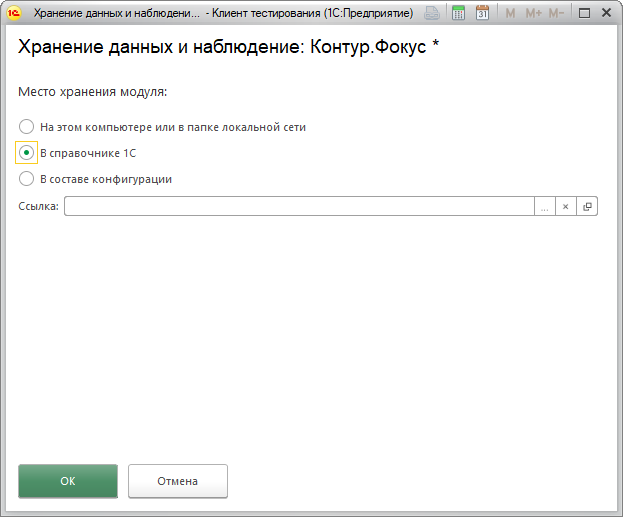 Хранение данных и наблюдени... - Клиент тестирования (1С:Предприятие)
31 M M+ M-
Хранение данных и наблюдение: Контур.Фокус *
Место хранения модуля:
На этом компьютере или в папке локальной сети
В справочнике 1С
В составе конфигурации
Ссылка: ... ×
ОК Отмена